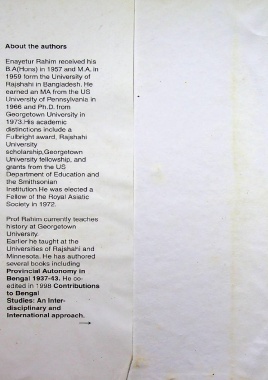 About the authors
Enayetur Rahim received his
B.A(Hons) in 1957 and M.A. in
1959 form the University of
Rajshahi in Bangladesh. He
earned an MA from the US
University of Pennsylvania in
1966 and Ph.D. from
Georgetown University in
1973.His academic
distinctions include a
Fulbright award, Rajshahi
University
scholarship,Georgetown
University fellowship, and
grants from the US
Department of Education and
the Smithsonian
Institution.He was elected a
Fellow of the Royal Asiatic
Society in 1972.
Prof Rahim currently teaches
history at Georgetown
University.
Earlier he taught at the
Universities of Rajshahi and
Minnesota. He has authored
several books including
Provincial Autonomy in
Bengal 1937-43. He co-
edited in 1998 Contributions
to Bengal
Studies: An Inter-
disciplinary and
International approach.